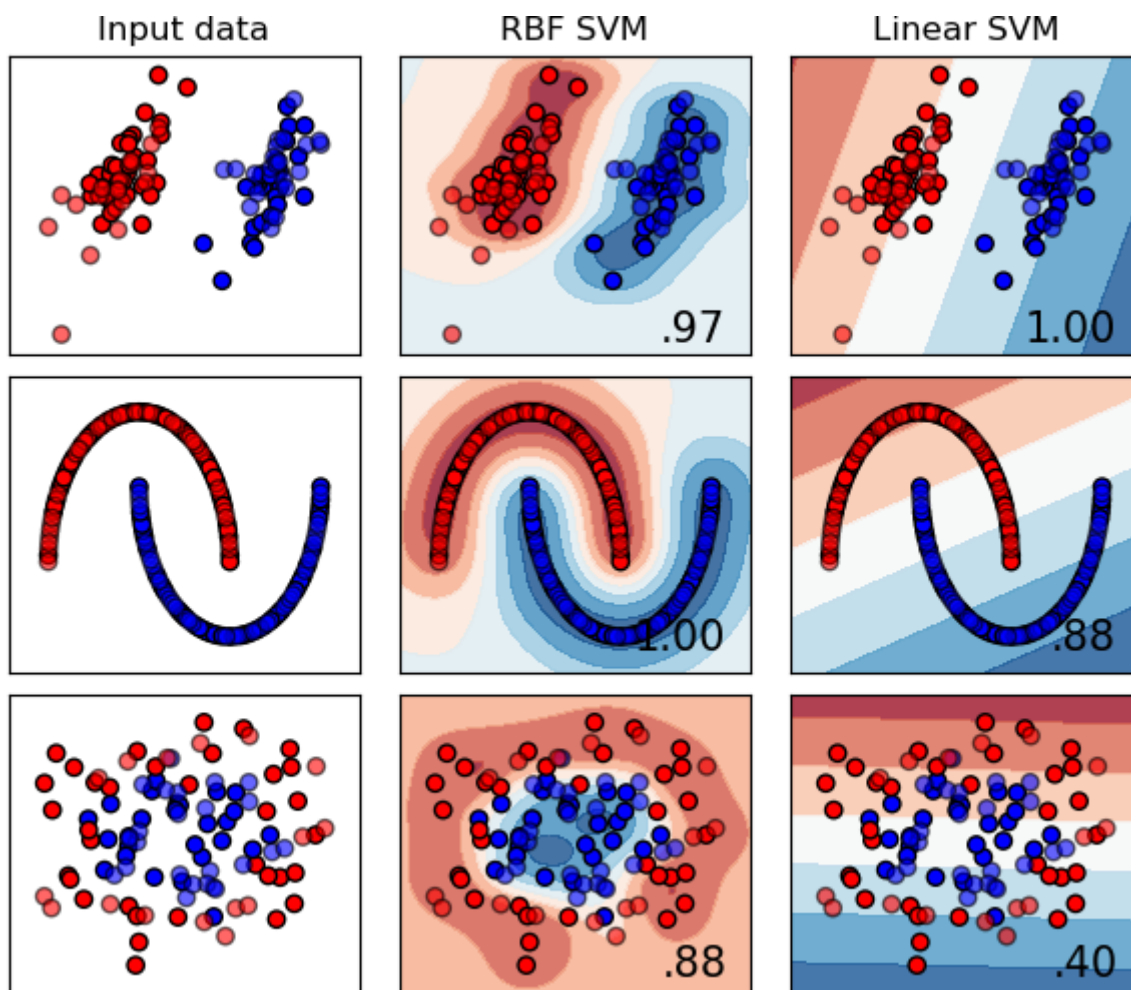 Input data
RBF SVM
Linear SVM
.97
1.00
1.00
.88
.88
.40